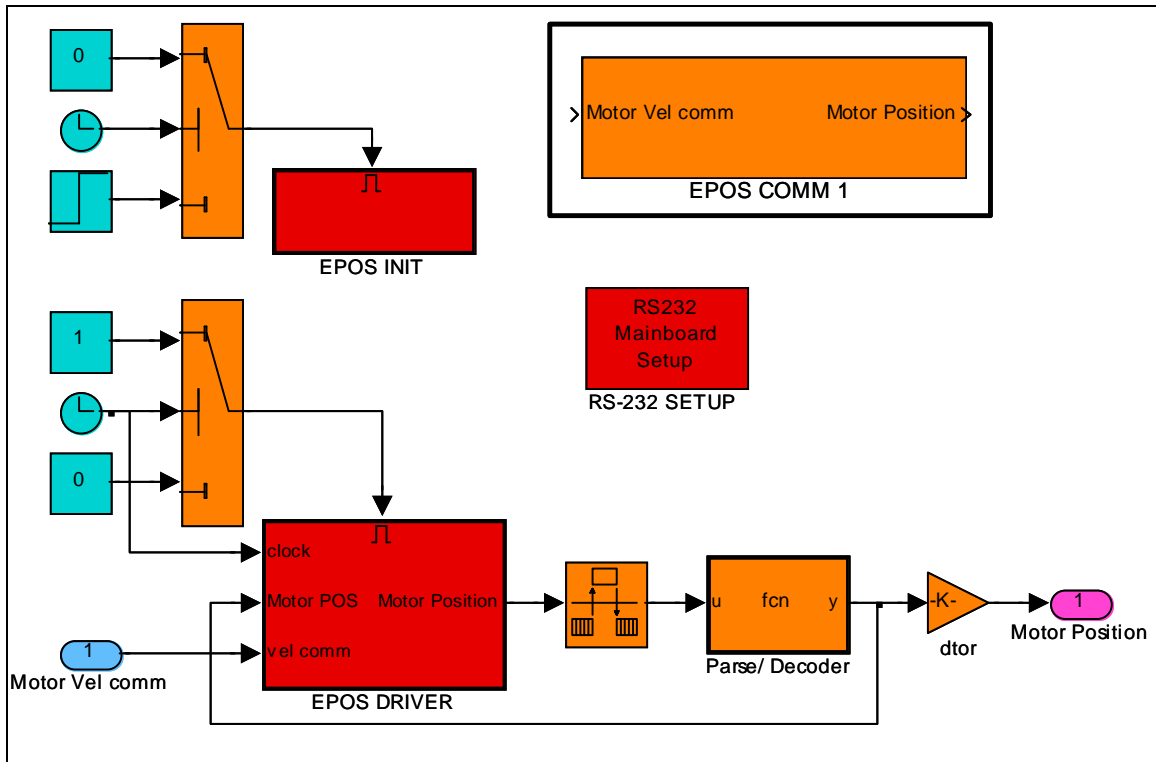 0
Motor Vel comm
Motor Position
EPOS COMM 1
EPOS INIT
RS232
Mainboard
Setup
RS-232 SETUP
1
0
clock
Motor POS
Motor Position
vel comm
EPOS DRIVER
1
Motor Vel comm
u
fcn
y
Parse/ Decoder
-K-
dtor
1
Motor Position